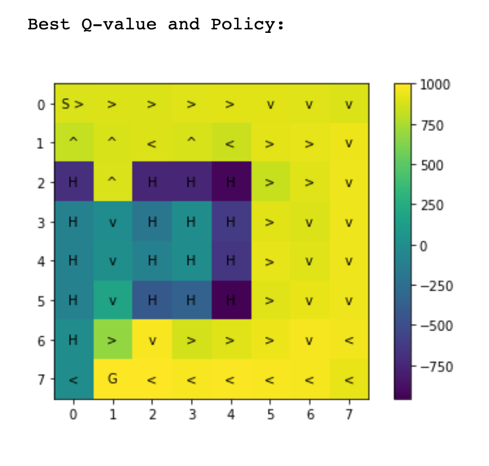 Best Q-value and Policy:
0 S > > > > > v v v 1000
1 ^ ^ < ^ < > > v 750
2 H ^ H H H > > v 500
250
3 H v H H H > v v 0
4 H v H H H > v v −250
5 H v H H H > v v −500
6 H > v > > > v < −750
7 < G < < < < < <
0 1 2 3 4 5 6 7